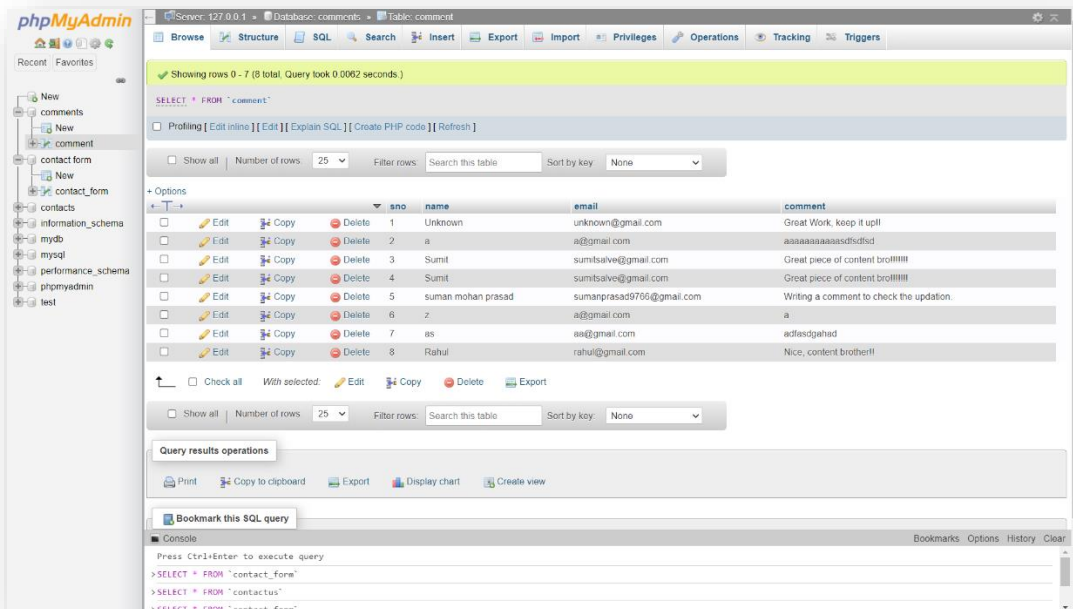 phpMyAdmin
Recent Favorites
New
comments
New
comment
contact form
New
contact_form
contacts
information_schema
mydb
mysql
performance_schema
phpmyadmin
test
Server: 127.0.0.1 » Database: comments » Table: comment
Browse Structure SQL Search Insert Export Import Privileges Operations Tracking Triggers
Showing rows 0 - 7 (8 total, Query took 0.0062 seconds.)
SELECT * FROM `comment`
Profiling [ Edit inline ] [ Edit ] [ Explain SQL ] [ Create PHP code ] [ Refresh ]
Show all | Number of rows: 25 Filter rows: Search this table Sort by key: None
+ Options
sno name email comment
Edit Copy Delete 1 Unknown unknown@gmail.com Great Work, keep it up!!
Edit Copy Delete 2 a a@gmail.com aaaaaaaaaaasdfsdfsd
Edit Copy Delete 3 Sumit sumitsalve@gmail.com Great piece of content bro!!!!!!!!
Edit Copy Delete 4 Sumit sumitsalve@gmail.com Great piece of content bro!!!!!!!!
Edit Copy Delete 5 suman mohan prasad sumanprasad9766@gmail.com Writing a comment to check the updation.
Edit Copy Delete 6 z a@gmail.com a
Edit Copy Delete 7 as aa@gmail.com adfasdgahad
Edit Copy Delete 8 Rahul rahul@gmail.com Nice, content brother!!
Check all With selected: Edit Copy Delete Export
Show all | Number of rows: 25 Filter rows: Search this table Sort by key: None
Query results operations
Print Copy to clipboard Export Display chart Create view
Bookmark this SQL query
Console Bookmarks Options History Clear
Press Ctrl+Enter to execute query
>SELECT * FROM `contact_form`
>SELECT * FROM `contactus`
>SELECT * FROM `contact_form`